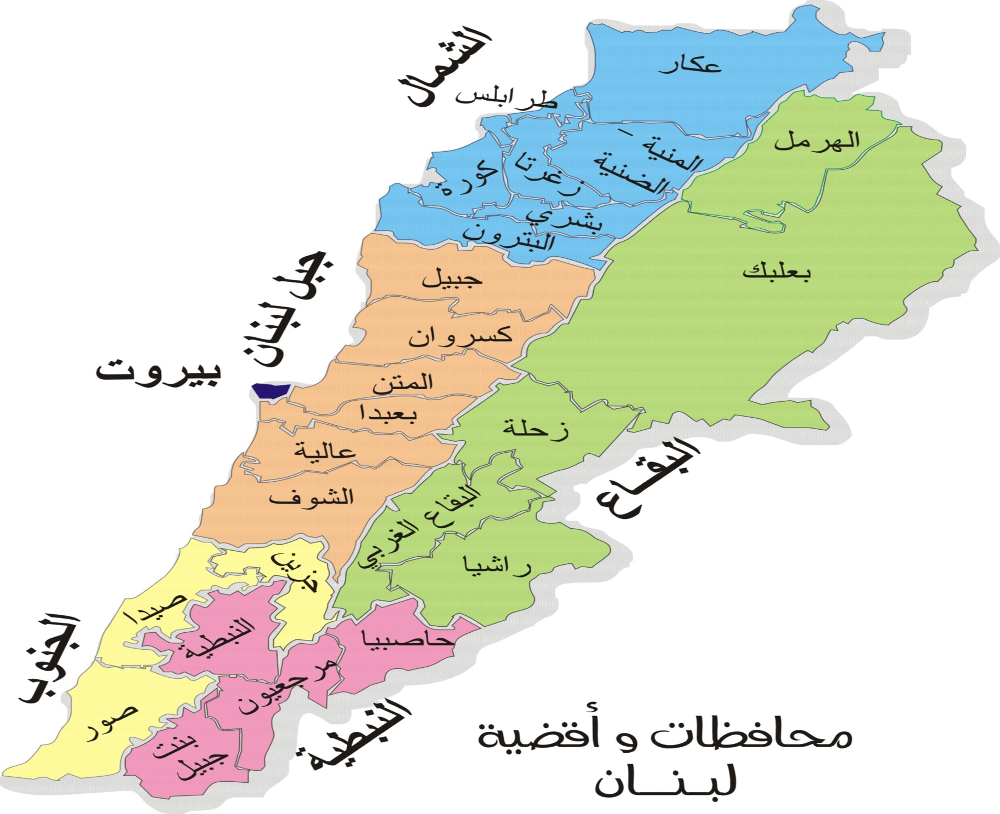 الشمال
عكار
طرابلس
المنية –
الضنية
الهرمل
زغرتا
كورة
بشري
البترون
جبل لبنان
جبيل
بعلبك
كسروان
بيروت
المتن
بعبدا
زحلة
عالية
البقاع
الشوف
البقاع الغربي
راشيا
جزين
صيدا
الجنوب
النبطية
حاصبيا
مرجعيون
صور
النبطية
بنت
جبيل
محافظات و أقضية
لبنان